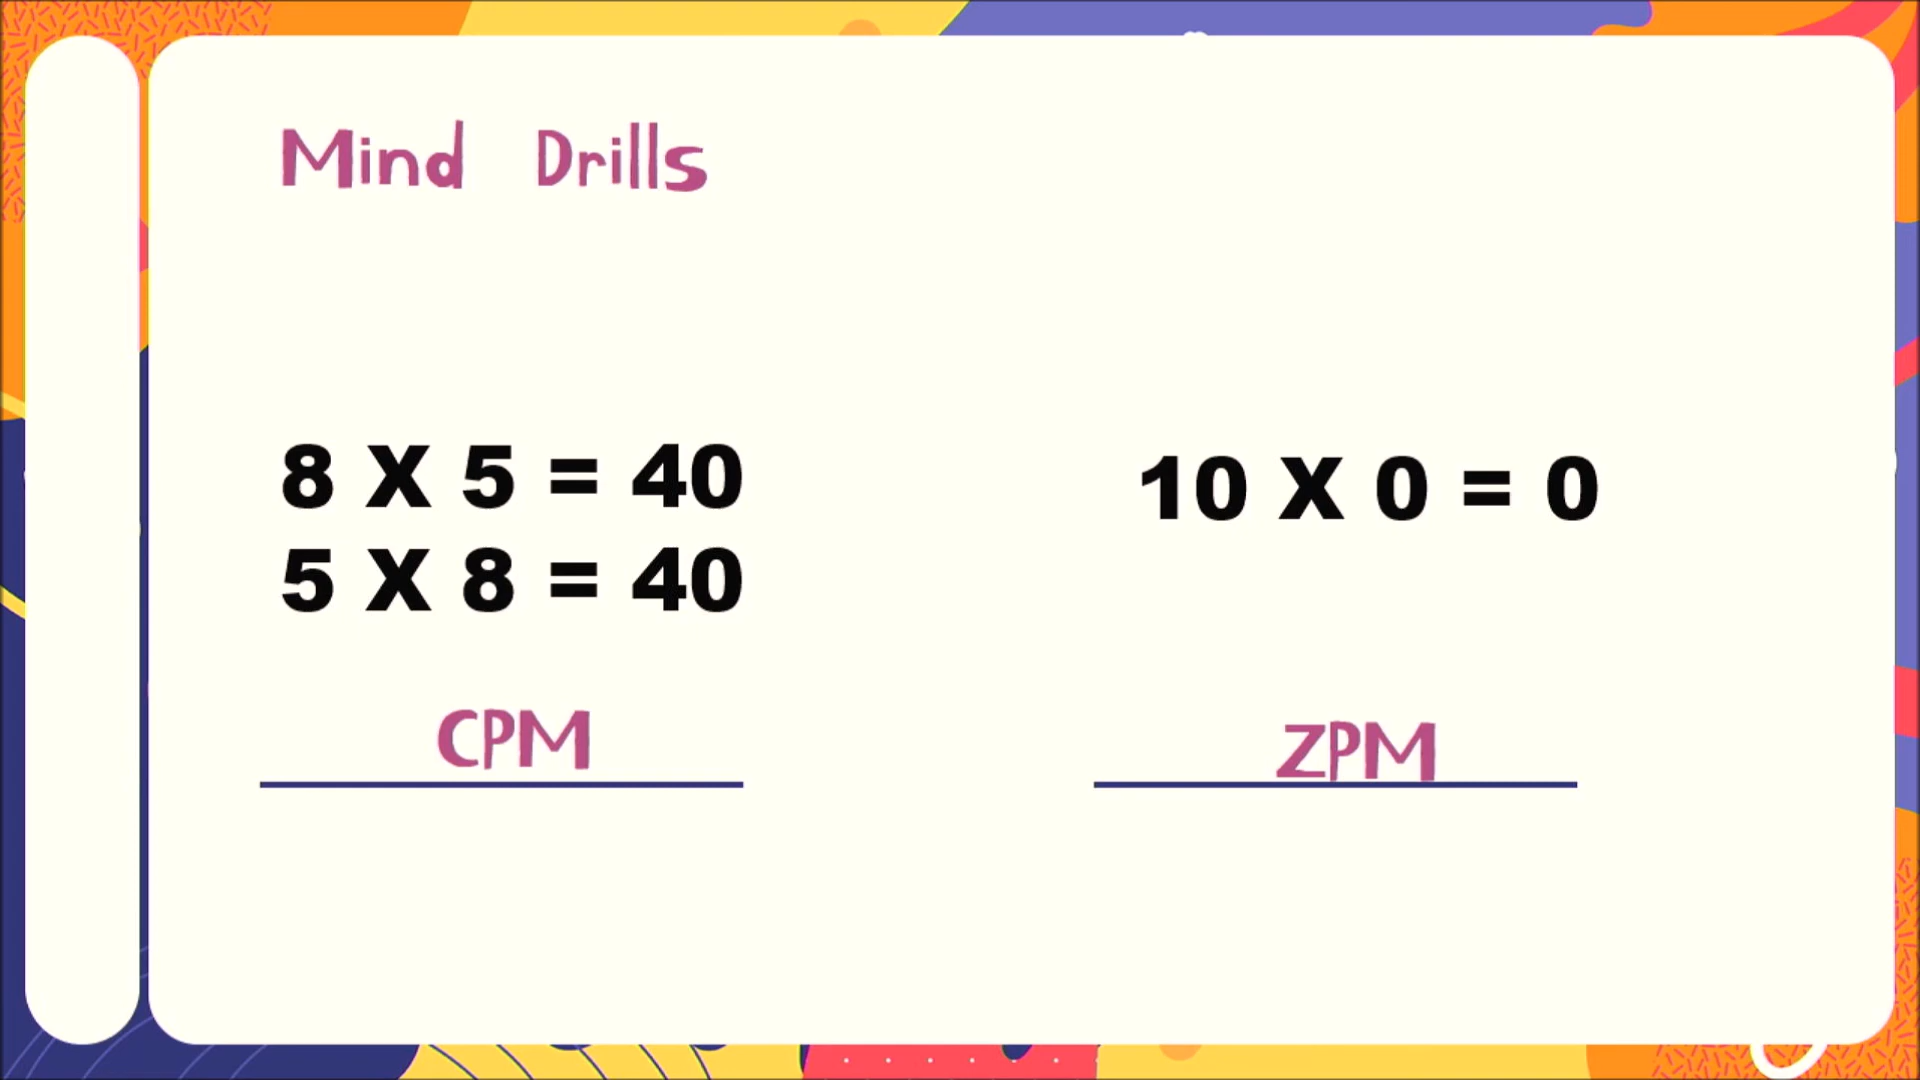 Mind Drills
8 X 5 = 40
5 X 8 = 40
CPM
10 X 0 = 0
ZPM